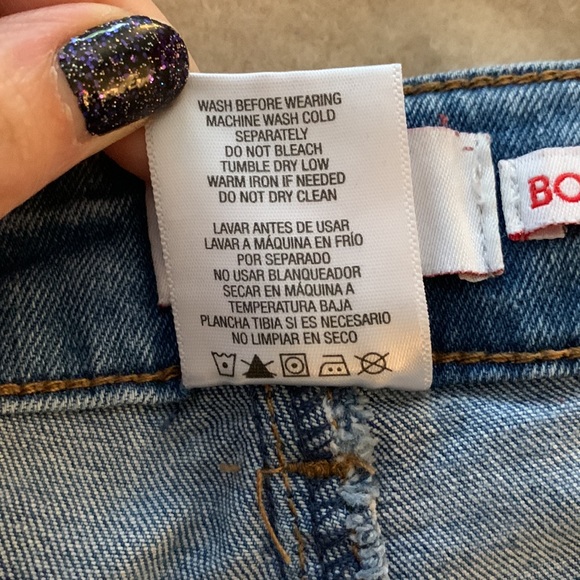 WASH BEFORE WEARING
MACHINE WASH COLD
SEPARATELY
DO NOT BLEACH
TUMBLE DRY LOW
WARM IRON IF NEEDED
DO NOT DRY CLEAN
LAVAR ANTES DE USAR
LAVAR A MÁQUINA EN FRÍO
POR SEPARADO
NO USAR BLANQUEADOR
SECAR EN MÁQUINA A
TEMPERATURA BAJA
PLANCHA TIBIA SI ES NECESARIO
NO LIMPIAR EN SECO
BO